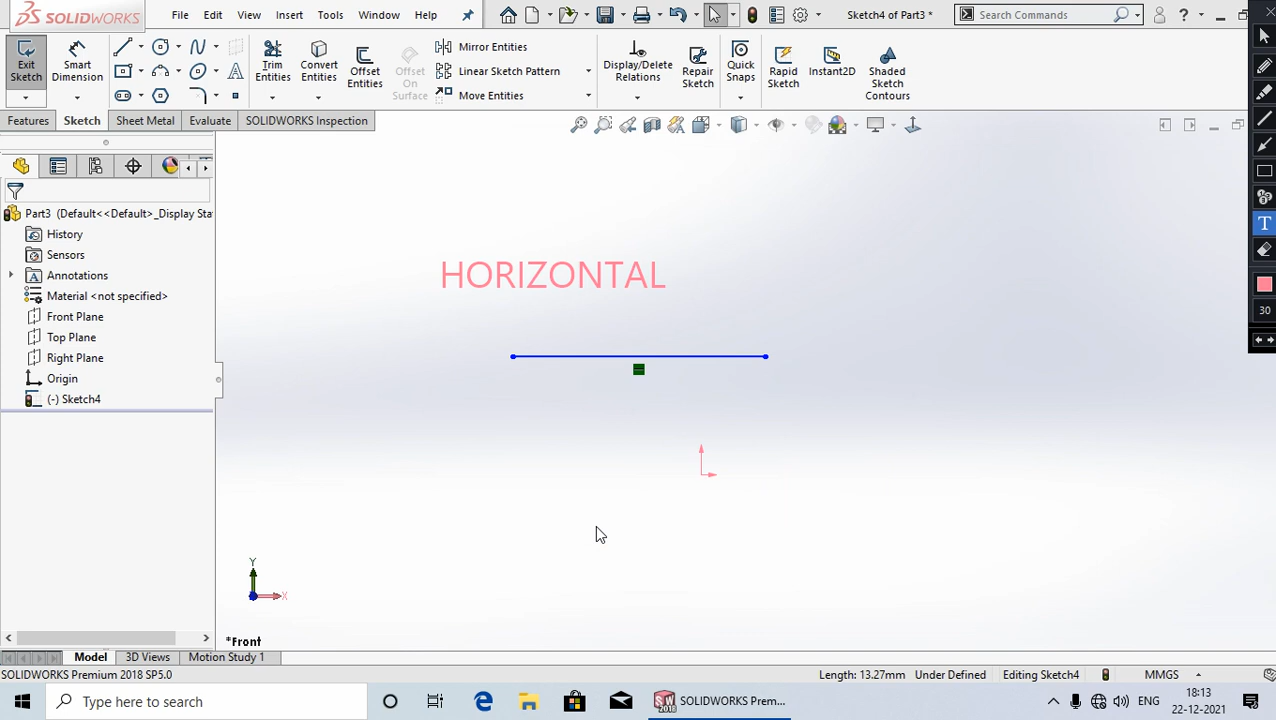 SOLIDWORKS File Edit View Insert Tools Window Help Sketch4 of Part3 * Search Commands ?
Exit Sketch
Smart Dimension
Trim Entities
Convert Entities
Offset Entities
Offset On Surface
Mirror Entities
Linear Sketch Pattern
Move Entities
Display/Delete Relations
Repair Sketch
Quick Snaps
Rapid Sketch
Instant2D
Shaded Sketch Contours
Features Sketch Sheet Metal Evaluate SOLIDWORKS Inspection
Part3 (Default<<Default>_Display Sta
History
Sensors
Annotations
Material <not specified>
Front Plane
Top Plane
Right Plane
Origin
(-) Sketch4
HORIZONTAL
T
30
Y
X
*Front
Model 3D Views Motion Study 1
SOLIDWORKS Premium 2018 SP5.0 Length: 13.27mm Under Defined Editing Sketch4 MMGS
Type here to search
SOLIDWORKS Prem...
ENG
18:13
22-12-2021